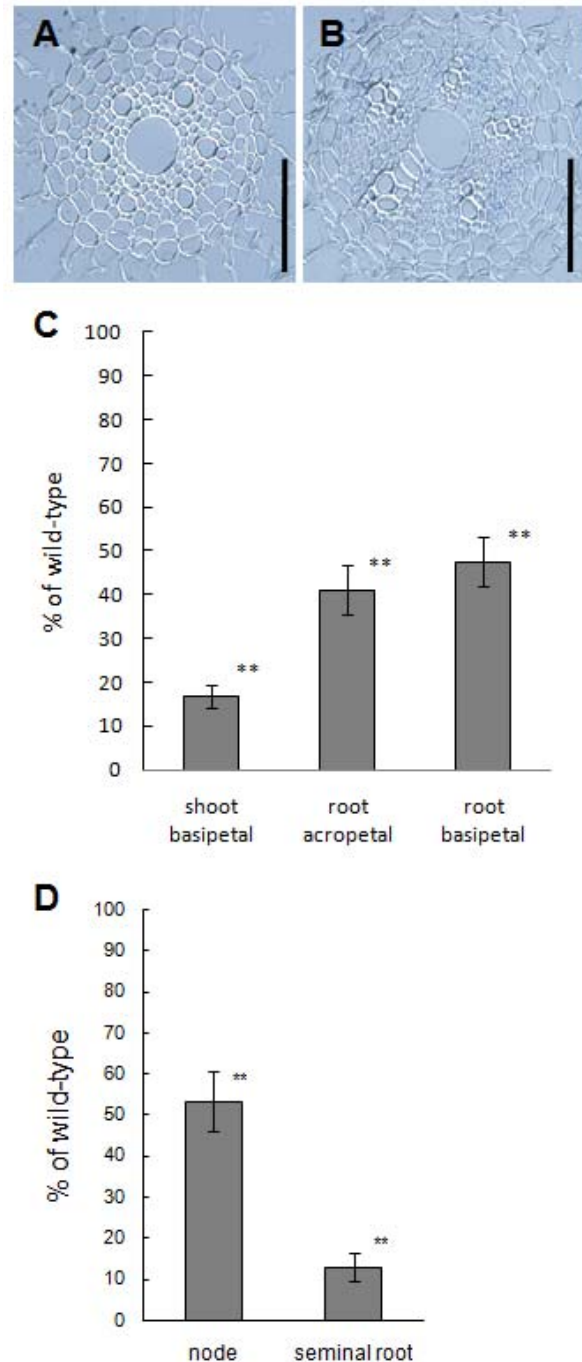 A
B
C
% of wild-type
100
90
80
70
60
50
40
30
20
10
0
**
**
**
shoot basipetal
root acropetal
root basipetal
D
% of wild-type
100
90
80
70
60
50
40
30
20
10
0
**
**
node
seminal root